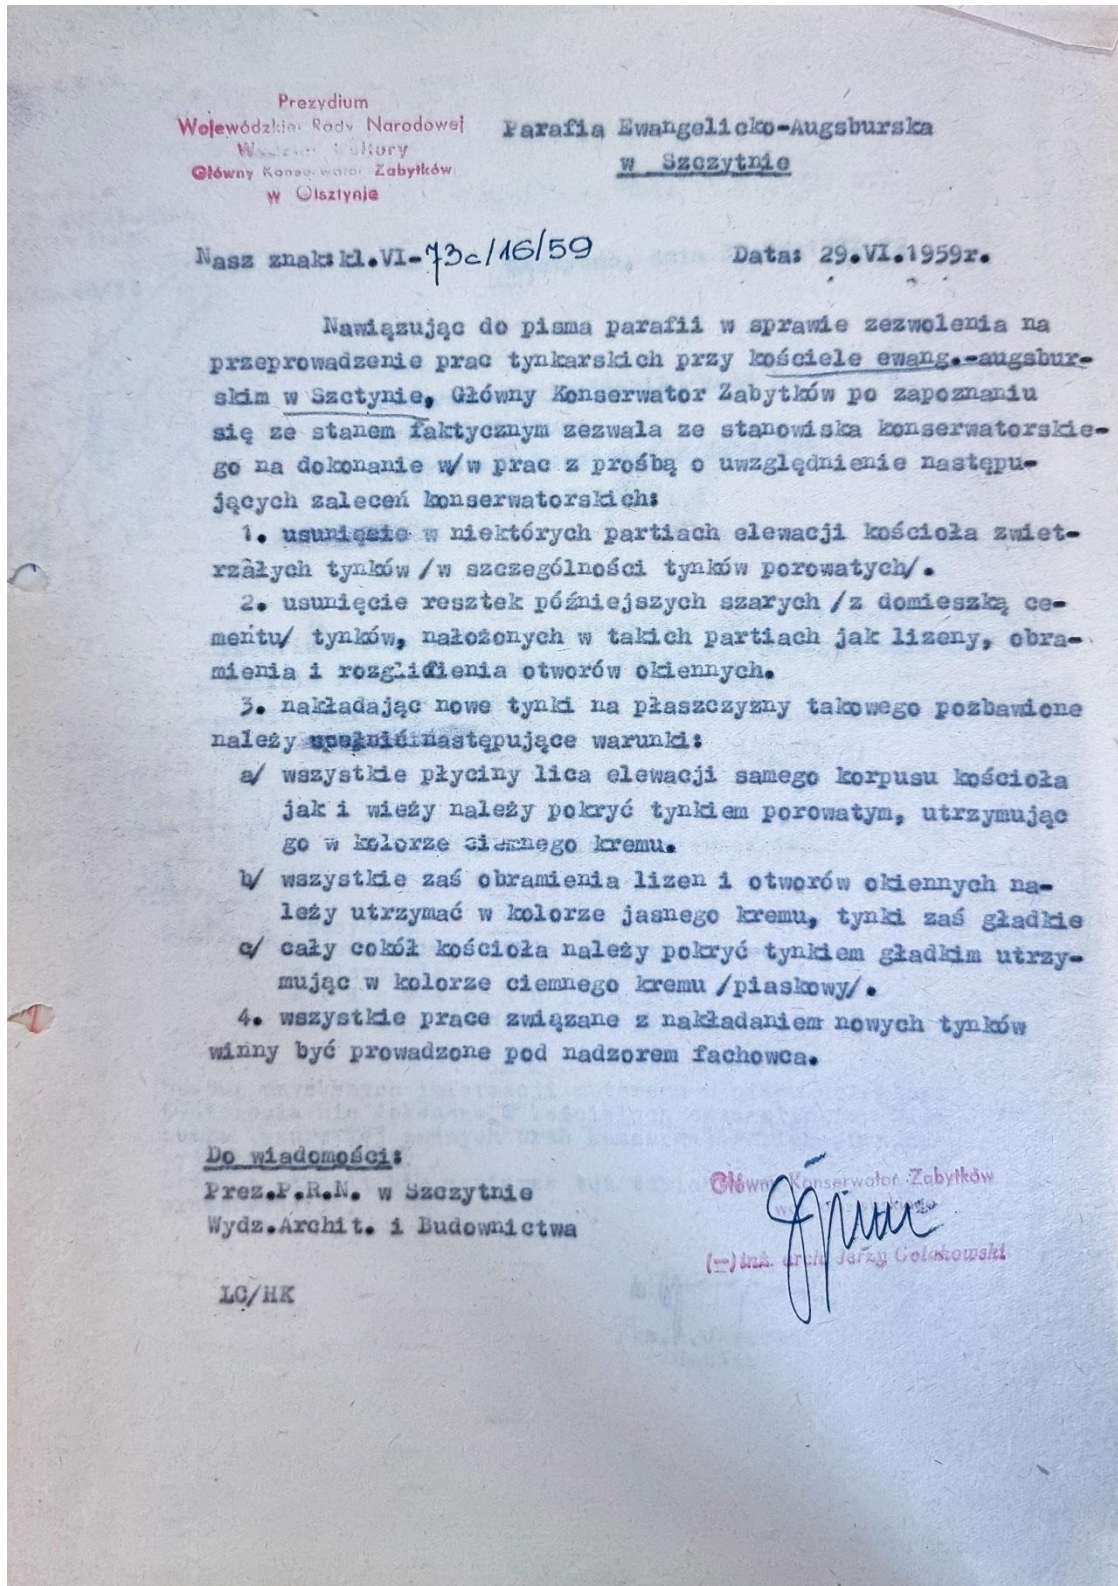 Prezydium
Wojewódzkiej Rady Narodowej
Wydział Kultury
Główny Konserwator Zabytków
w Olsztynie
Parafia Ewangelicko-Augsburska
w Szczytnie
Nasz znak: kl.VI-73c/16/59 Data: 29.VI.1959r.
Nawiązując do pisma parafii w sprawie zezwolenia na
przeprowadzenie prac tynkarskich przy kościele ewang.-augsbur-
skim w Szctynie, Główny Konserwator Zabytków po zapoznaniu
się ze stanem faktycznym zezwala ze stanowiska konserwatorskie-
go na dokonanie w/w prac z prośbą o uwzględnienie następu-
jących zaleceń konserwatorskich:
1. usunięcie w niektórych partiach elewacji kościoła zwiet-
rzałych tynków /w szczególności tynków porowatych/.
2. usunięcie resztek późniejszych szarych /z domieszką ce-
mentu/ tynków, nałożonych w takich partiach jak lizeny, obra-
mienia i rozglifienia otworów okiennych.
3. nakładając nowe tynki na płaszczyzny takowego pozbawione
należy spełnić następujące warunki:
a/ wszystkie płyciny lica elewacji samego korpusu kościoła
jak i wieży należy pokryć tynkiem porowatym, utrzymując
go w kolorze ciemnego kremu.
b/ wszystkie zaś obramienia lizen i otworów okiennych na-
leży utrzymać w kolorze jasnego kremu, tynki zaś gładkie
c/ cały cokół kościoła należy pokryć tynkiem gładkim utrzy-
mując w kolorze ciemnego kremu /piaskowy/.
4. wszystkie prace związane z nakładaniem nowych tynków
winny być prowadzone pod nadzorem fachowca.
Do wiadomości:
Prez.P.R.N. w Szczytnie
Wydz.Archit. i Budownictwa
LC/HK
Główny Konserwator Zabytków
(—) inż. arch. Jerzy